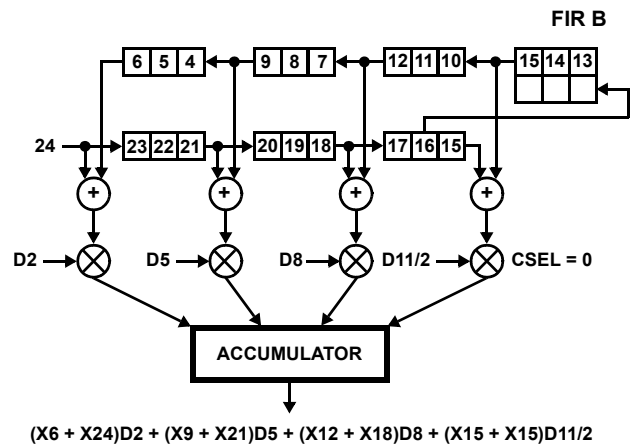 FIR B
6 5 4 9 8 7 12 11 10 15 14 13
24 23 22 21 20 19 18 17 16 15
+ + + +
D2 D5 D8 D11/2 CSEL = 0
ACCUMULATOR
(X6 + X24)D2 + (X9 + X21)D5 + (X12 + X18)D8 + (X15 + X15)D11/2